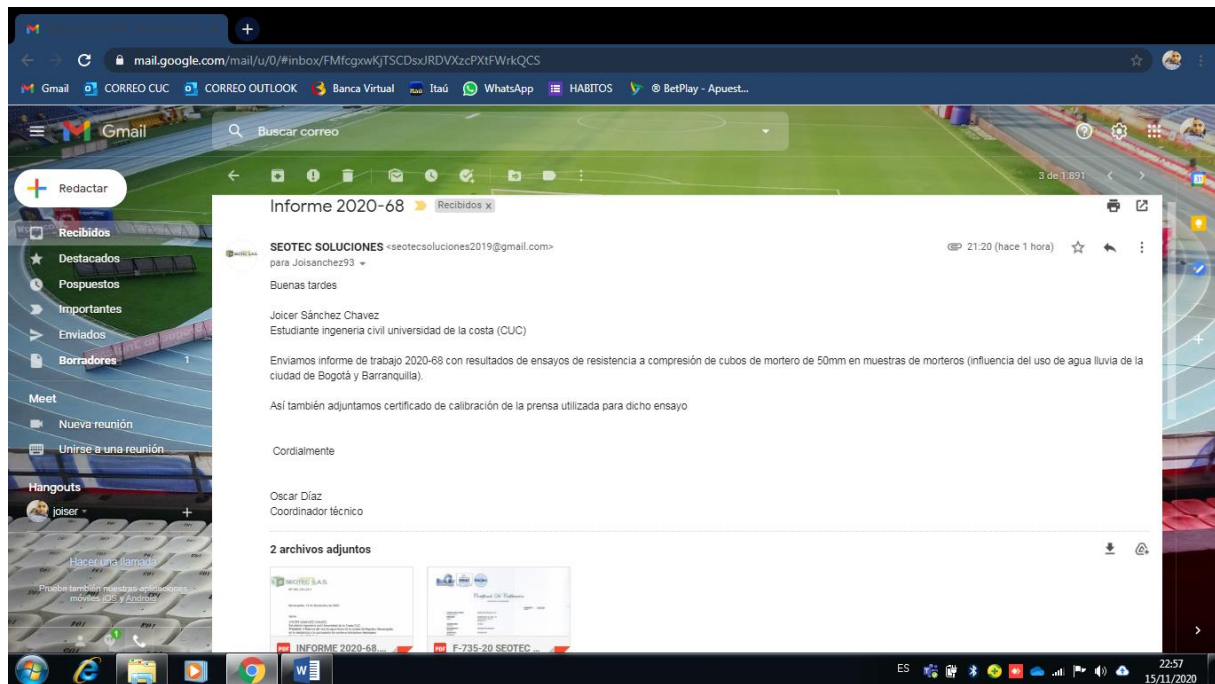 mail.google.com/mail/u/0/#inbox/FMfcgxwKjTSCDsxJRDVXzcPXtFWrkQCS
Gmail CORREO CUC CORREO OUTLOOK Banca Virtual Itaú WhatsApp HABITOS ® BetPlay - Apuest...
Gmail
Buscar correo
Redactar
3 de 1.891
Informe 2020-68 Recibidos x
Recibidos
Destacados
Pospuestos
Importantes
Enviados
Borradores 1
Meet
Nueva reunión
Unirse a una reunión
Hangouts
joiser
Hacer una llamada
Pruebe también nuestras aplicaciones
móviles iOS y Android
SEOTEC SOLUCIONES <seotecsoluciones2019@gmail.com>
21:20 (hace 1 hora)
para Joisanchez93
Buenas tardes
Joicer Sánchez Chavez
Estudiante ingeneria civil universidad de la costa (CUC)
Enviamos informe de trabajo 2020-68 con resultados de ensayos de resistencia a compresión de cubos de mortero de 50mm en muestras de morteros (influencia del uso de agua lluvia de la
ciudad de Bogotá y Barranquilla).
Así también adjuntamos certificado de calibración de la prensa utilizada para dicho ensayo
Cordialmente
Oscar Díaz
Coordinador técnico
2 archivos adjuntos
SEOTEC S.A.S.
PDF INFORME 2020-68....
PDF F-735-20 SEOTEC ...
ES
22:57
15/11/2020